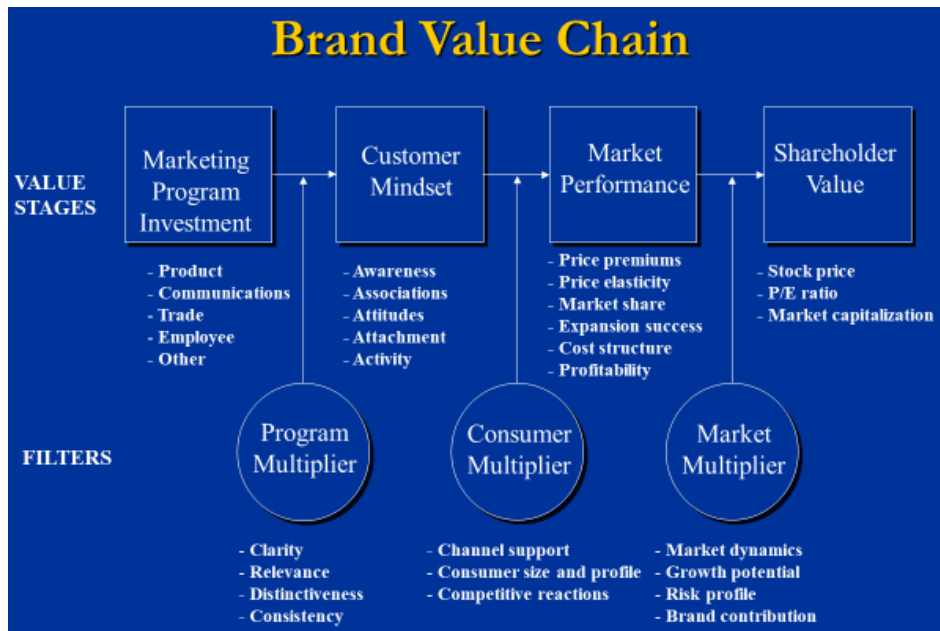 Brand Value Chain
VALUE
STAGES
Marketing
Program
Investment
Customer
Mindset
Market
Performance
Shareholder
Value
- Product
- Communications
- Trade
- Employee
- Other
- Awareness
- Associations
- Attitudes
- Attachment
- Activity
- Price premiums
- Price elasticity
- Market share
- Expansion success
- Cost structure
- Profitability
- Stock price
- P/E ratio
- Market capitalization
FILTERS
Program
Multiplier
Consumer
Multiplier
Market
Multiplier
- Clarity
- Relevance
- Distinctiveness
- Consistency
- Channel support
- Consumer size and profile
- Competitive reactions
- Market dynamics
- Growth potential
- Risk profile
- Brand contribution